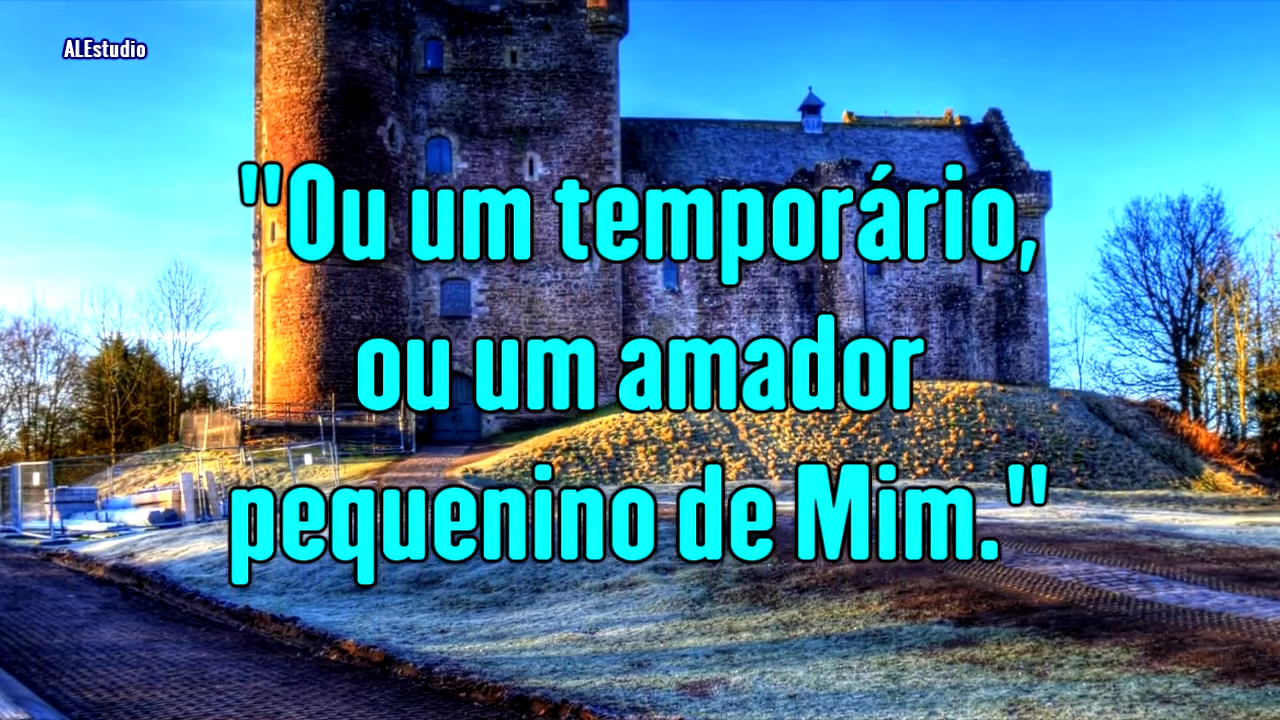 ALEstudio
"Ou um temporário,
ou um amador
pequenino de Mim."